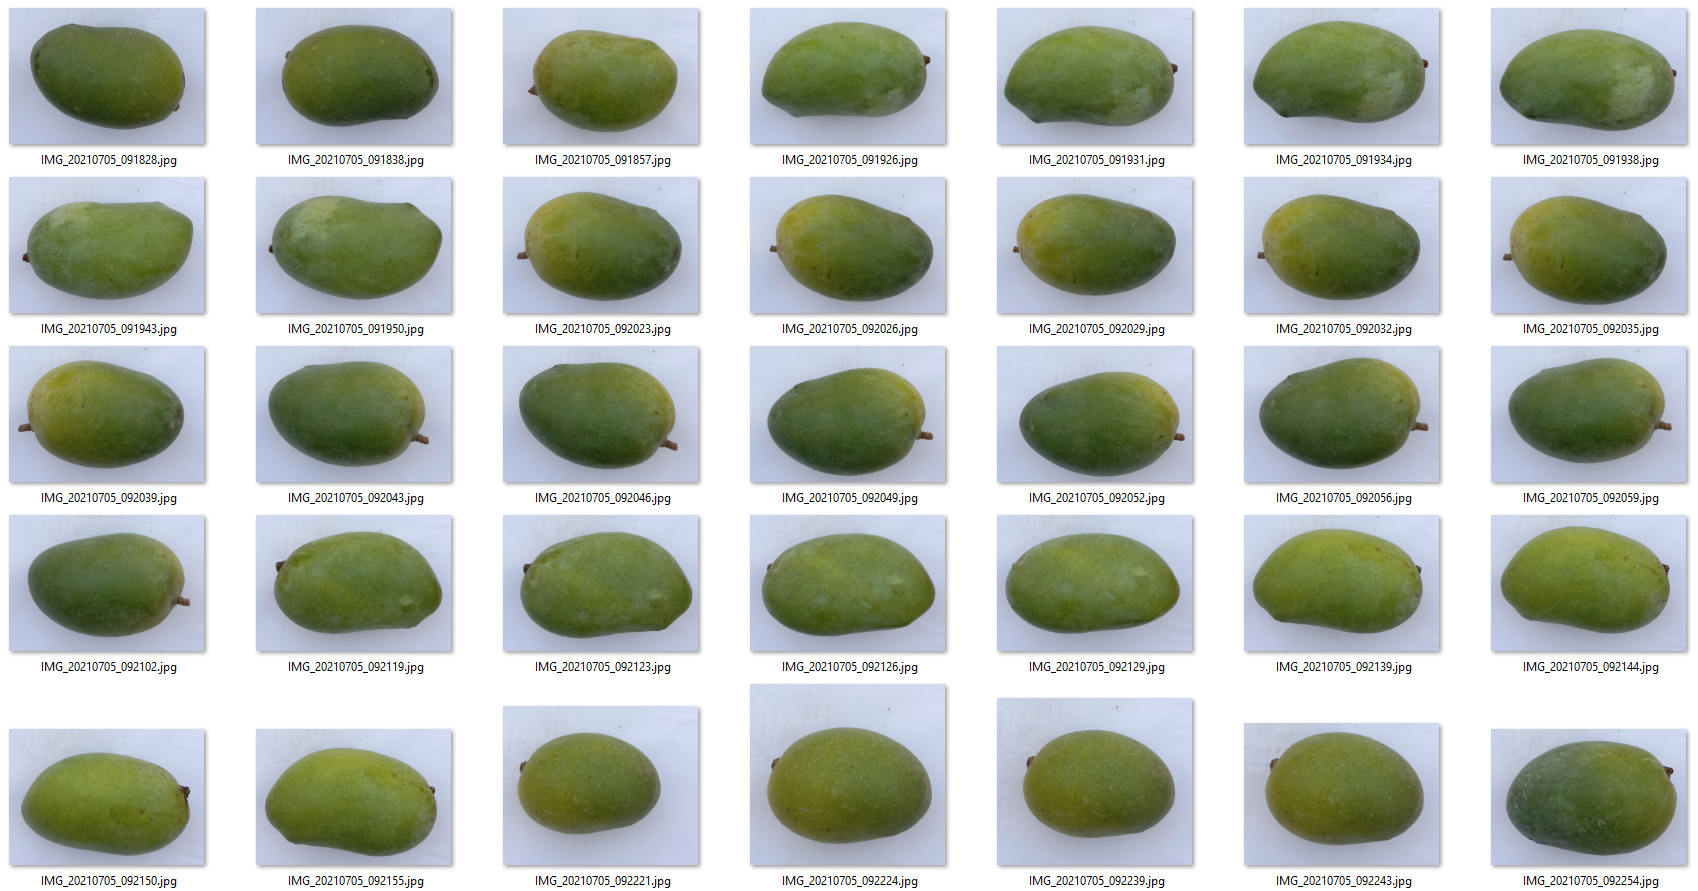 IMG_20210705_091828.jpg
IMG_20210705_091838.jpg
IMG_20210705_091857.jpg
IMG_20210705_091926.jpg
IMG_20210705_091931.jpg
IMG_20210705_091934.jpg
IMG_20210705_091938.jpg
IMG_20210705_091943.jpg
IMG_20210705_091950.jpg
IMG_20210705_092023.jpg
IMG_20210705_092026.jpg
IMG_20210705_092029.jpg
IMG_20210705_092032.jpg
IMG_20210705_092035.jpg
IMG_20210705_092039.jpg
IMG_20210705_092043.jpg
IMG_20210705_092046.jpg
IMG_20210705_092049.jpg
IMG_20210705_092052.jpg
IMG_20210705_092056.jpg
IMG_20210705_092059.jpg
IMG_20210705_092102.jpg
IMG_20210705_092119.jpg
IMG_20210705_092123.jpg
IMG_20210705_092126.jpg
IMG_20210705_092129.jpg
IMG_20210705_092139.jpg
IMG_20210705_092144.jpg
IMG_20210705_092150.jpg
IMG_20210705_092155.jpg
IMG_20210705_092221.jpg
IMG_20210705_092224.jpg
IMG_20210705_092239.jpg
IMG_20210705_092243.jpg
IMG_20210705_092254.jpg